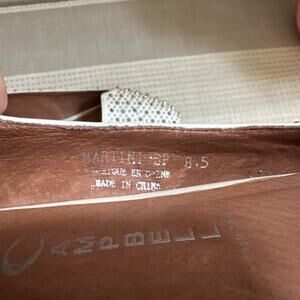 MARTINI-BP 8.5
FABRIQUE EN CHINE
MADE IN CHINA
CAMPBELL